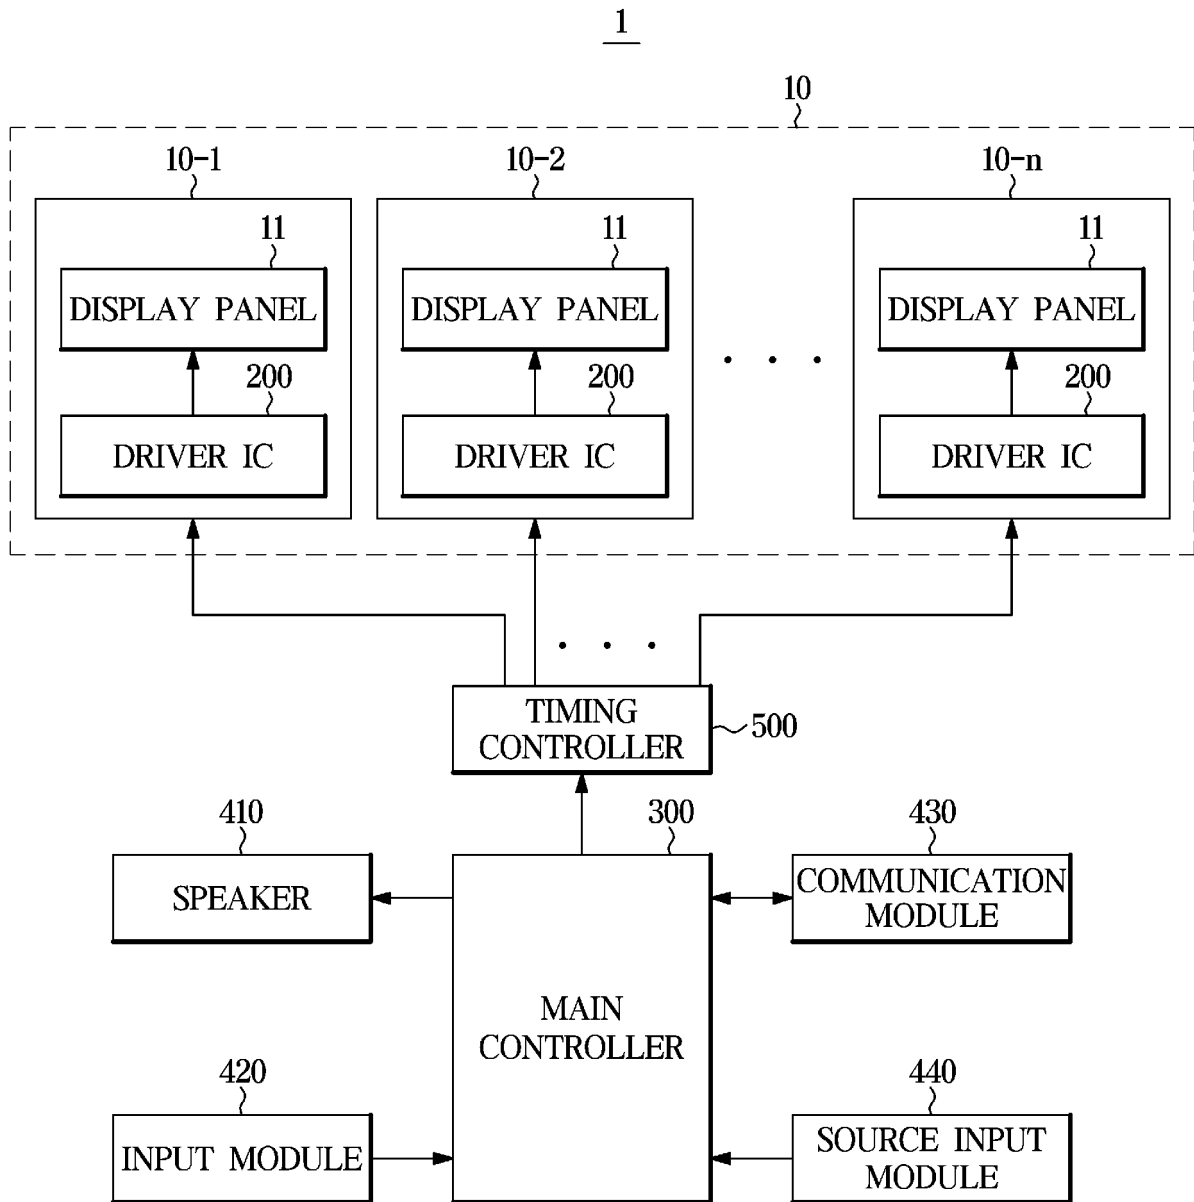 1
10
10-1
10-2
10-n
11
11
11
DISPLAY PANEL
DISPLAY PANEL
DISPLAY PANEL
. . .
200
200
200
DRIVER IC
DRIVER IC
DRIVER IC
. . .
TIMING
CONTROLLER
500
410
300
430
SPEAKER
COMMUNICATION
MODULE
MAIN
CONTROLLER
420
440
INPUT MODULE
SOURCE INPUT
MODULE